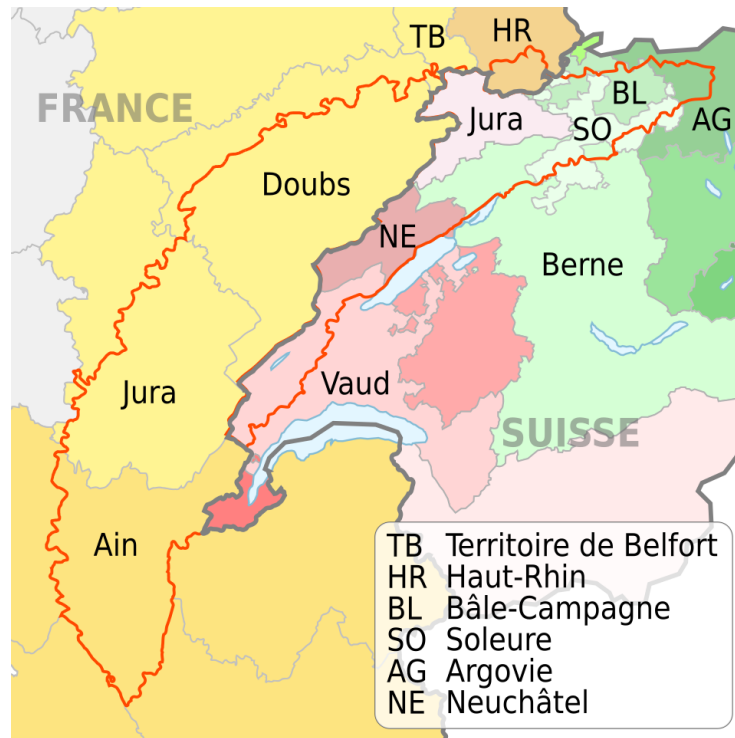 HR
TB
BL
FRANCE
Jura
SO
AG
Doubs
NE
Berne
Vaud
Jura
SUISSE
Ain
TB Territoire de Belfort
HR Haut-Rhin
BL Bâle-Campagne
SO Soleure
AG Argovie
NE Neuchâtel